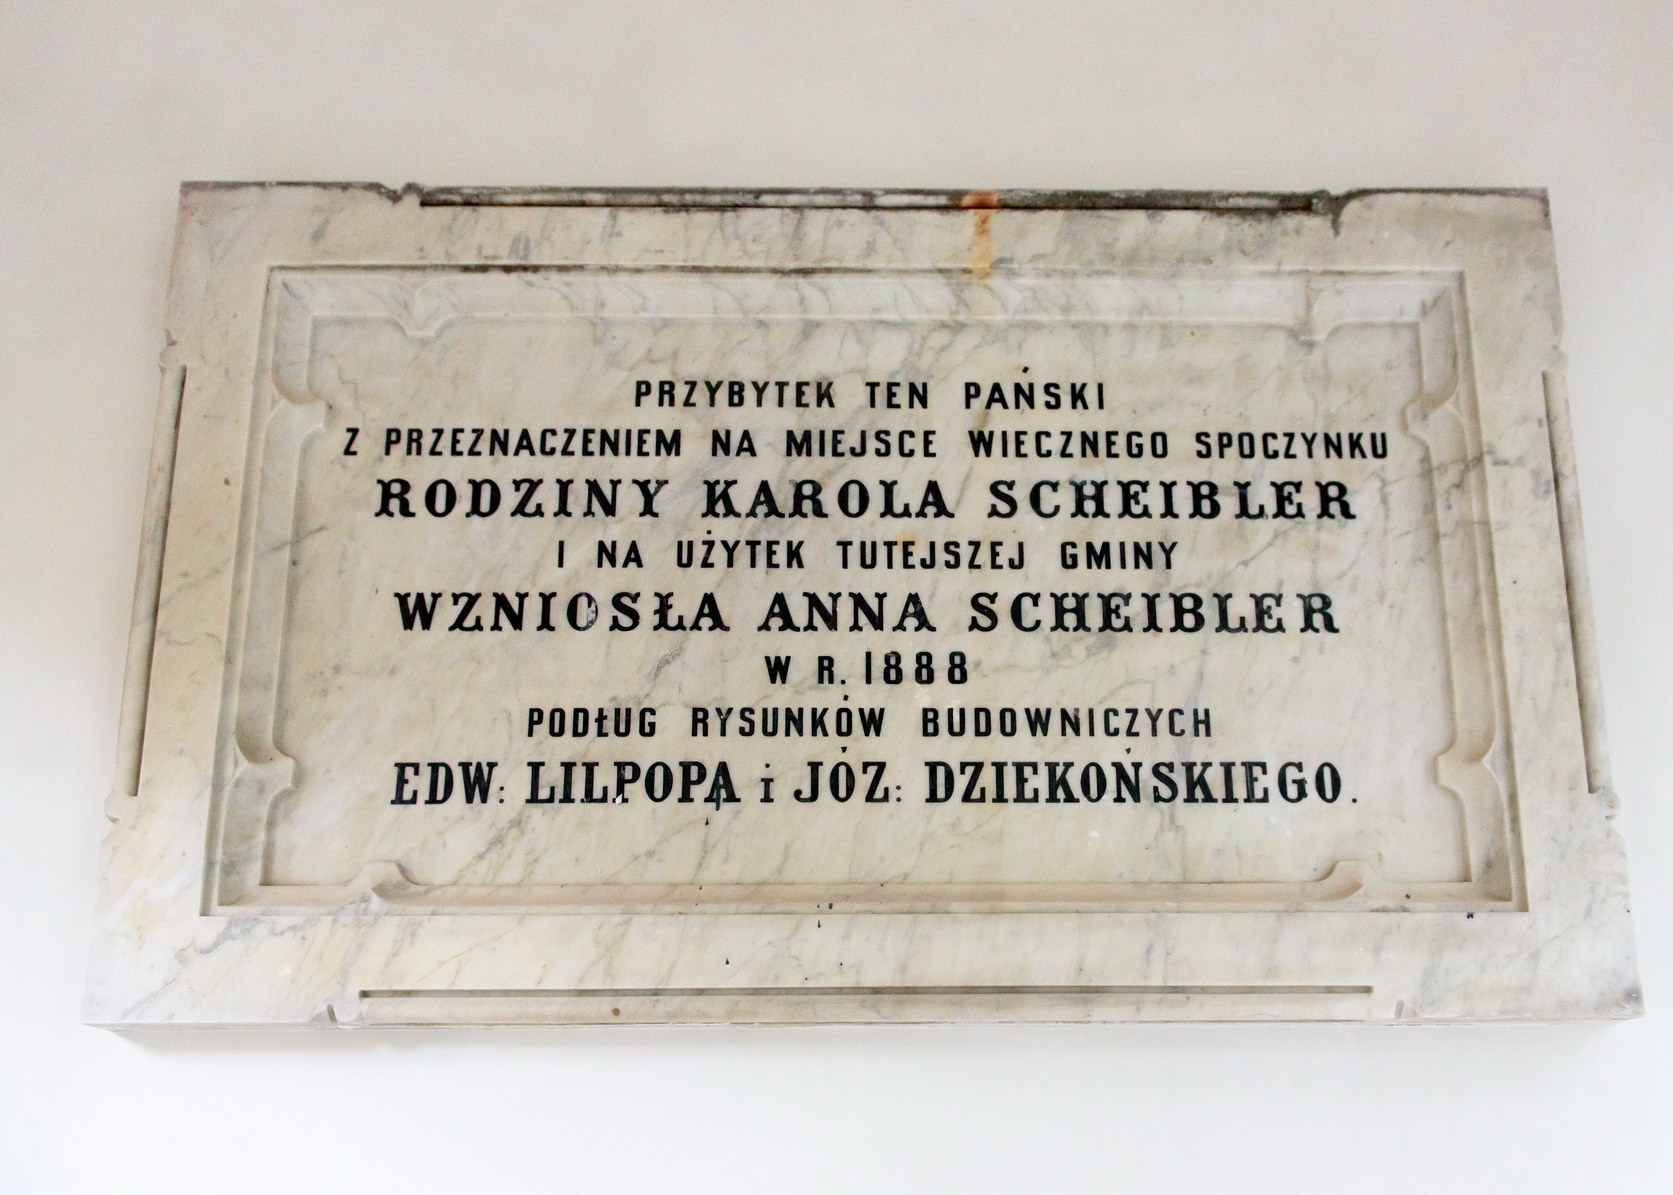 PRZYBYTEK TEN PAŃSKI
Z PRZEZNACZENIEM NA MIEJSCE WIECZNEGO SPOCZYNKU
RODZINY KAROLA SCHEIBLER
I NA UŻYTEK TUTEJSZEJ GMINY
WZNIOSŁA ANNA SCHEIBLER
W R. 1888
PODŁUG RYSUNKÓW BUDOWNICZYCH
EDW: LILPOPA i JÓZ: DZIEKOŃSKIEGO.